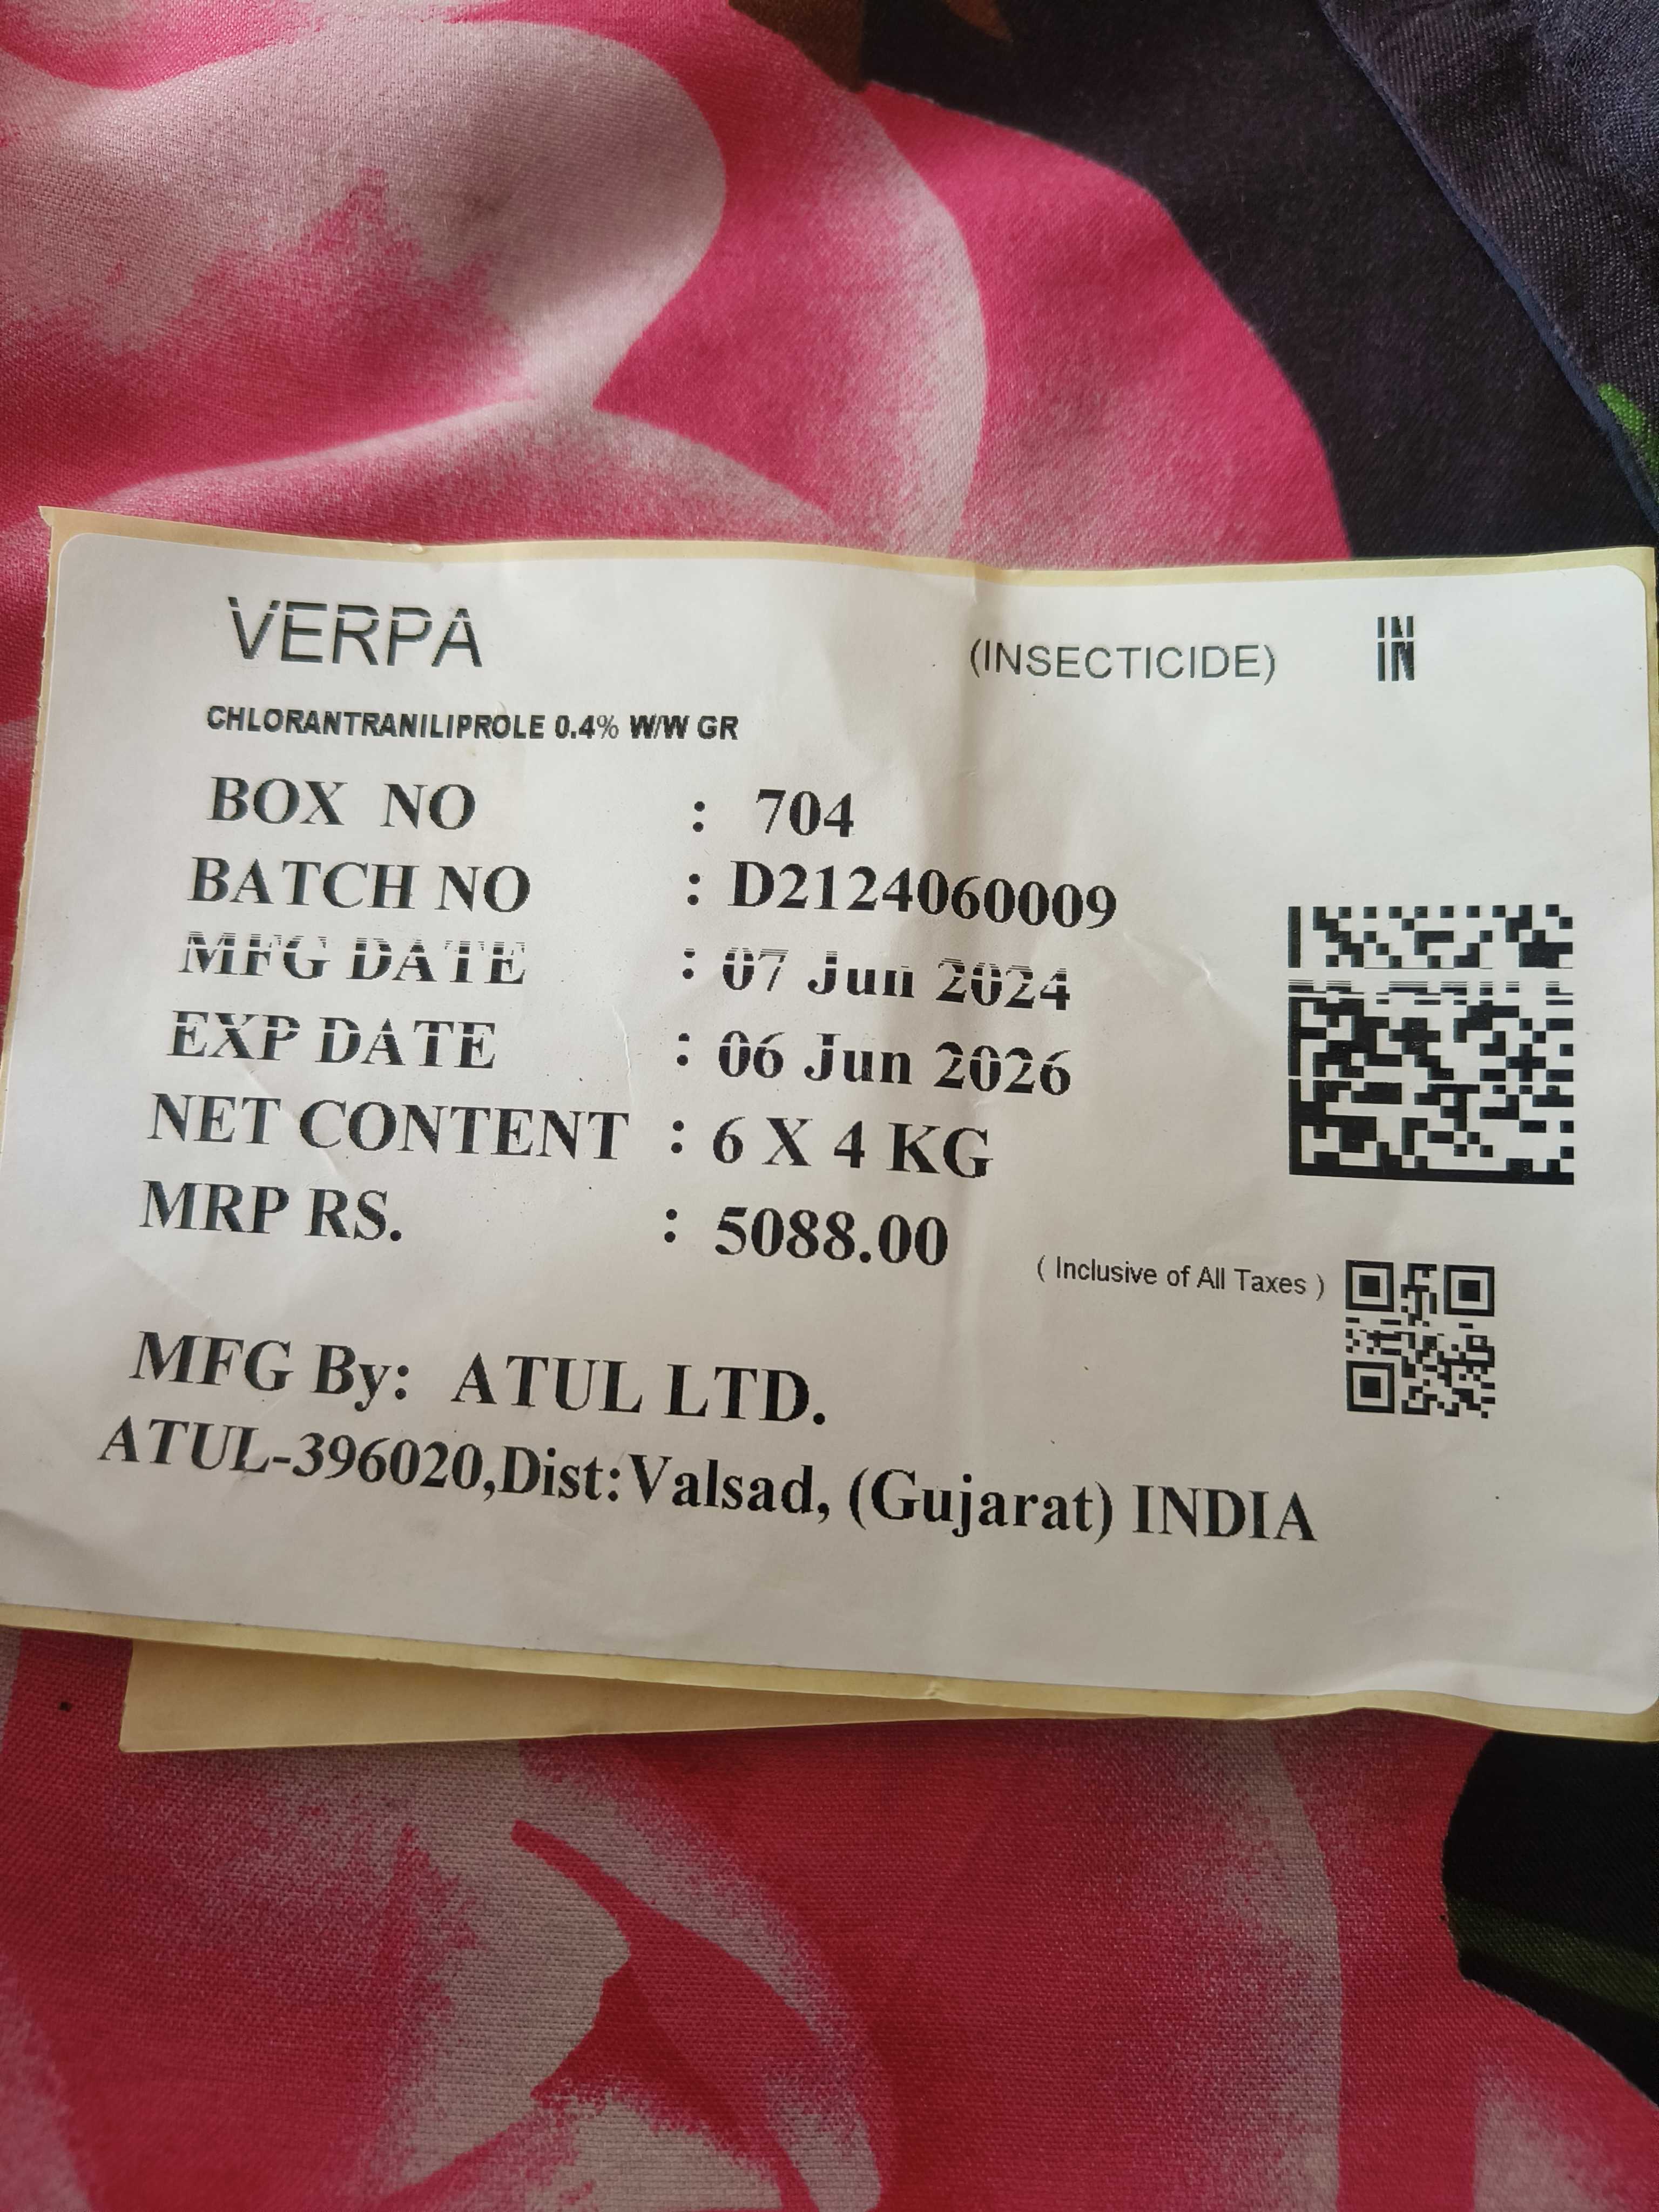 VERPA (INSECTICIDE) IN
CHLORANTRANILIPROLE 0.4% W/W GR
BOX NO : 704
BATCH NO : D2124060009
MFG DATE : 07 Jun 2024
EXP DATE : 06 Jun 2026
NET CONTENT : 6 X 4 KG
MRP RS. : 5088.00 ( Inclusive of All Taxes )
MFG By: ATUL LTD.
ATUL-396020,Dist:Valsad, (Gujarat) INDIA